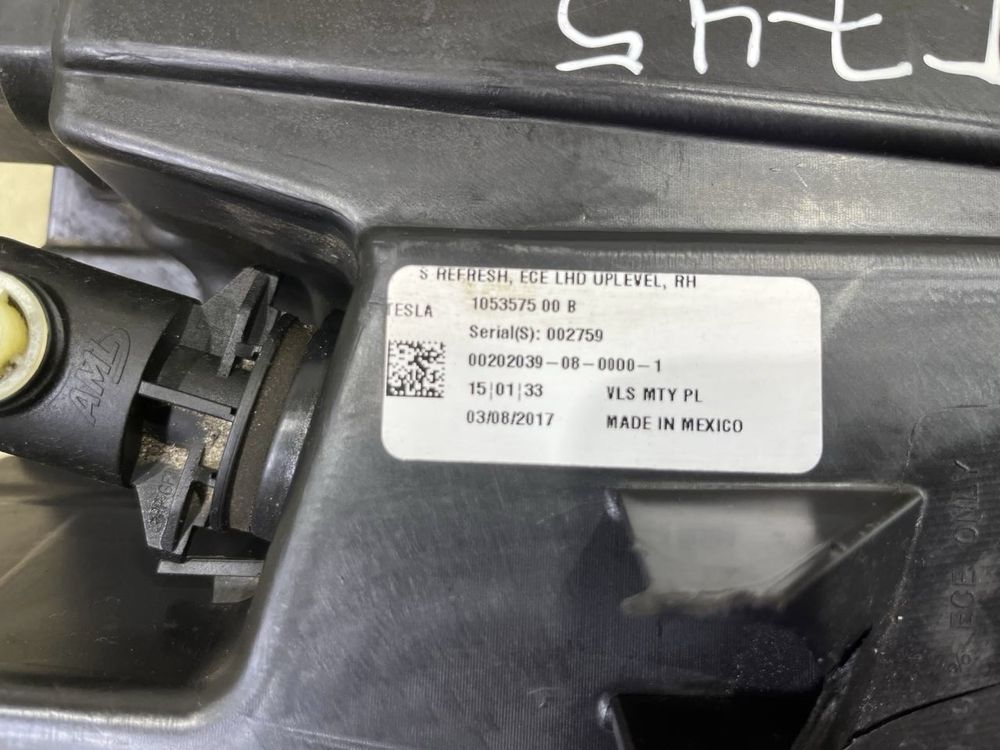 T745
S REFRESH, ECE LHD UPLEVEL, RH
TESLA
1053575 00 B
Serial(S): 002759
00202039-08-0000-1
15|01|33
VLS MTY PL
03/08/2017
MADE IN MEXICO
AML
ECE ONLY